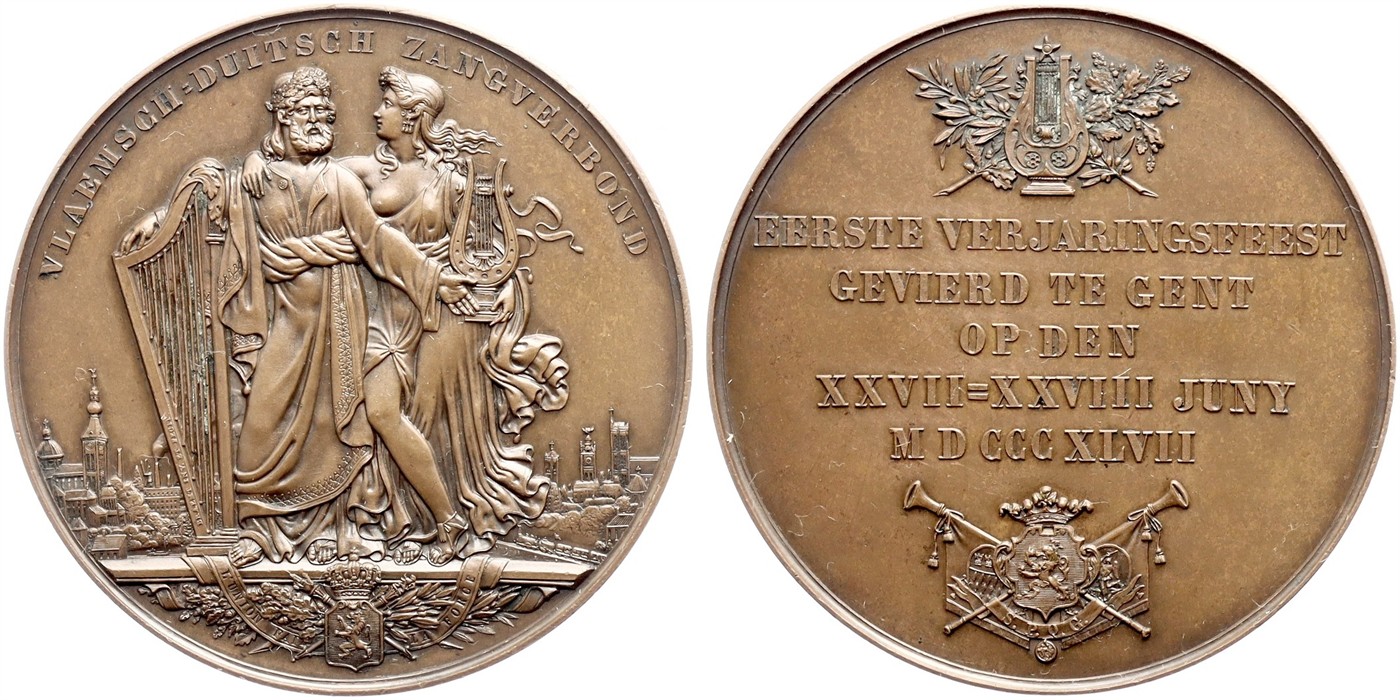 VLAEMSCH=DUITSCH ZANGVERBOND
EERSTE VERJARINGSFEEST
GEVIERD TE GENT
OP DEN
XXVII=XXVIII JUNY
M D CCC XLVII
S.P.Q.G.